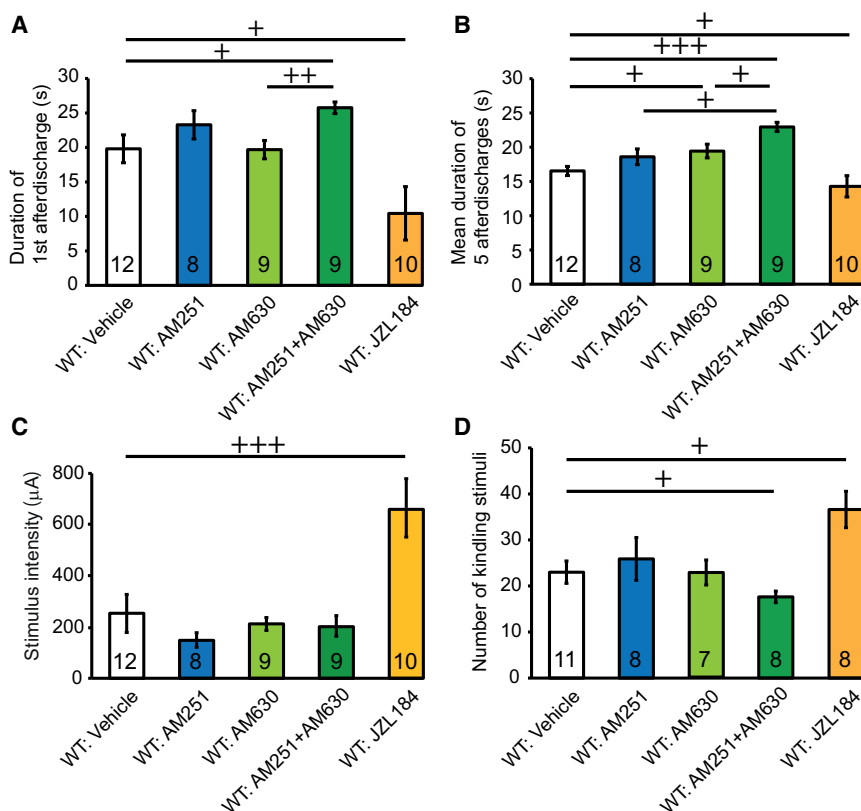 A
+
+
++
30
25
20
15
10
5
0
Duration of
1st afterdischarge (s)
12
8
9
9
10
WT: Vehicle
WT: AM251
WT: AM630
WT: AM251+AM630
WT: JZL184
B
+
+++
+
+
+
30
25
20
15
10
5
0
Mean duration of
5 afterdischarges (s)
12
8
9
9
10
WT: Vehicle
WT: AM251
WT: AM630
WT: AM251+AM630
WT: JZL184
C
+++
800
600
400
200
0
Stimulus intensity (µA)
12
8
9
9
10
WT: Vehicle
WT: AM251
WT: AM630
WT: AM251+AM630
WT: JZL184
D
+
+
50
40
30
20
10
0
Number of kindling stimuli
11
8
7
8
8
WT: Vehicle
WT: AM251
WT: AM630
WT: AM251+AM630
WT: JZL184